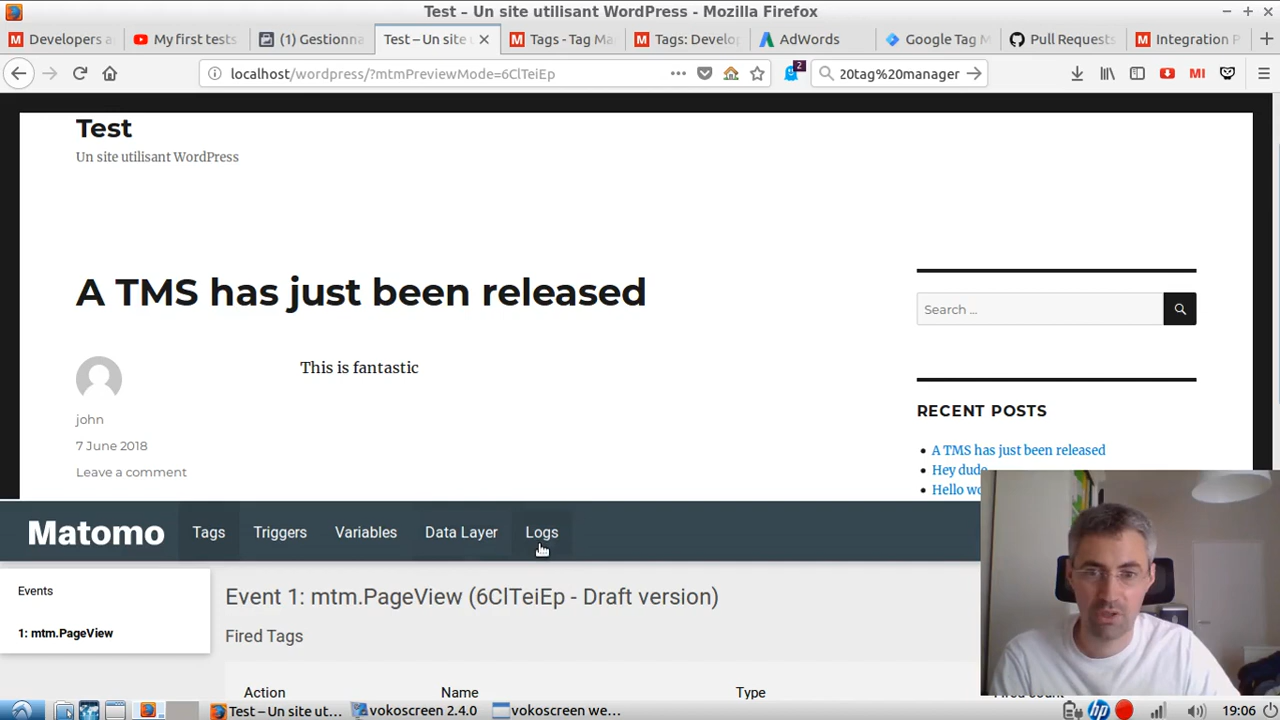 Test – Un site utilisant WordPress - Mozilla Firefox
Developers a
My first tests
(1) Gestionna
Test – Un site u
Tags - Tag Ma
Tags: Develo
AdWords
Google Tag M
Pull Requests
Integration P
localhost/wordpress/?mtmPreviewMode=6ClTeiEp
2
20tag%20manager
MI
Test
Un site utilisant WordPress
A TMS has just been released
This is fantastic
john
7 June 2018
Leave a comment
Search …
RECENT POSTS
A TMS has just been released
Hey dude
Hello wo
Matomo Tags Triggers Variables Data Layer Logs
Events
1: mtm.PageView
Event 1: mtm.PageView (6ClTeiEp - Draft version)
Fired Tags
Action Name Type
Test – Un site ut...
vokoscreen 2.4.0
vokoscreen we...
hp
19:06